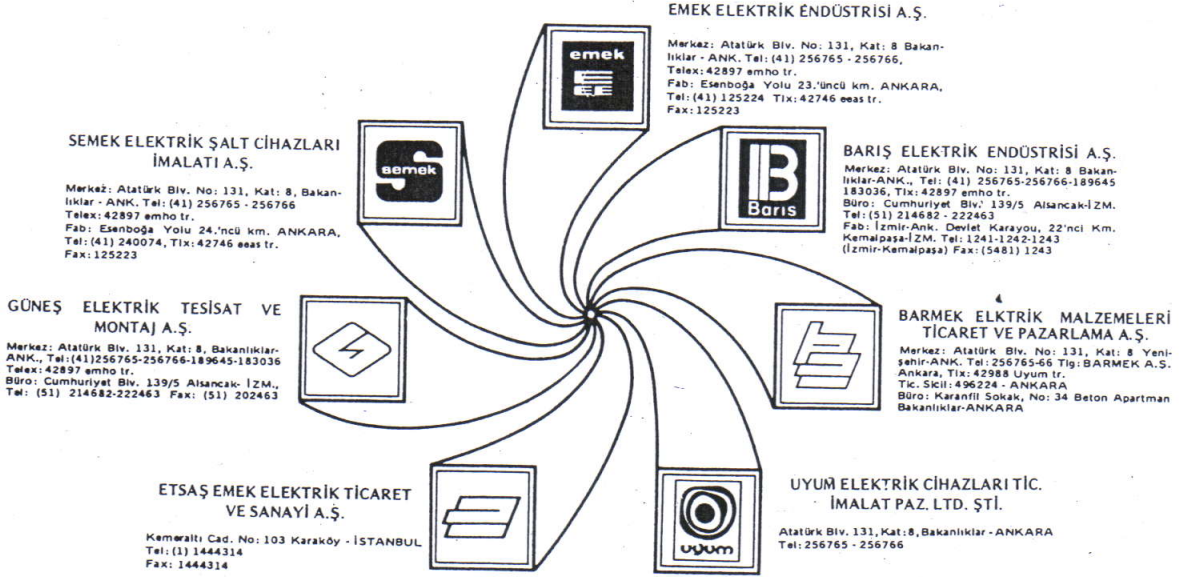 EMEK ELEKTRİK ENDÜSTRİSİ A.Ş.
Merkez: Atatürk Blv. No: 131, Kat: 8 Bakan-
lıklar - ANK. Tel: (41) 256765 - 256766,
Telex: 42897 emho tr.
Fab: Esenboğa Yolu 23.'üncü km. ANKARA,
Tel: (41) 125224 Tlx: 42746 eeas tr.
Fax: 125223
emek
SEMEK ELEKTRİK ŞALT CİHAZLARI
İMALATI A.Ş.
Merkez: Atatürk Blv. No: 131, Kat: 8, Bakan-
lıklar - ANK. Tel: (41) 256765 - 256766
Telex: 42897 emho tr.
Fab: Esenboğa Yolu 24.'ncü km. ANKARA,
Tel: (41) 240074, Tlx: 42746 eeas tr.
Fax: 125223
semek
BARIŞ ELEKTRİK ENDÜSTRİSİ A.Ş.
Merkez: Atatürk Blv. No: 131, Kat: 8 Bakan-
lıklar-ANK., Tel: (41) 256765-256766-189645
183036, Tlx: 42897 emho tr.
Büro: Cumhuriyet Blv. 139/5 Alsancak-İZM.
Tel: (51) 214682 - 222463
Fab: İzmir-Ank. Devlet Karayou, 22'nci Km.
Kemalpaşa-İZM. Tel: 1241-1242-1243
(İzmir-Kemalpaşa) Fax: (5481) 1243
B
Barış
GÜNEŞ ELEKTRİK TESİSAT VE
MONTAJ A.Ş.
Merkez: Atatürk Blv. 131, Kat: 8, Bakanlıklar-
ANK., Tel: (41)256765-256766-189645-183036
Telex: 42897 emho tr.
Büro: Cumhuriyet Blv. 139/5 Alsancak- İZM.,
Tel: (51) 214682-222463 Fax: (51) 202463
BARMEK ELKTRİK MALZEMELERİ
TİCARET VE PAZARLAMA A.Ş.
Merkez: Atatürk Blv. No: 131, Kat: 8 Yeni-
şehir-ANK. Tel: 256765-66 Tlg: BARMEK A.S.
Ankara, Tlx: 42988 Uyum tr.
Tic. Sicil: 496224 - ANKARA
Büro: Karanfil Sokak, No: 34 Beton Apartman
Bakanlıklar-ANKARA
ETSAŞ EMEK ELEKTRİK TİCARET
VE SANAYİ A.Ş.
Kemeraltı Cad. No: 103 Karaköy - İSTANBUL
Tel: (1) 1444314
Fax: 1444314
uyum
UYUM ELEKTRİK CİHAZLARI TİC.
İMALAT PAZ. LTD. ŞTİ.
Atatürk Blv. 131, Kat: 8, Bakanlıklar - ANKARA
Tel: 256765 - 256766